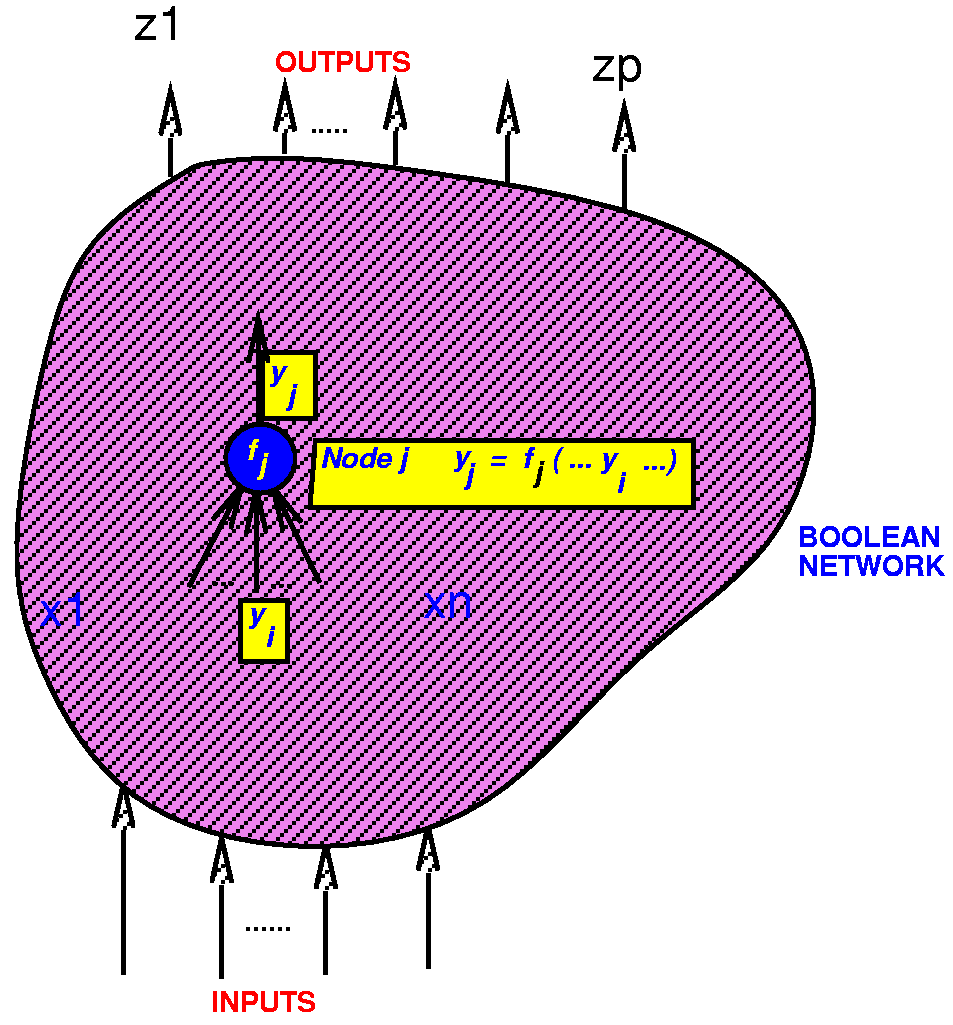 z1
OUTPUTS
zp
.....
y j
f j
Node j y j = f j ( ... y i ...)
BOOLEAN
NETWORK
...
x1
y i
xn
......
INPUTS